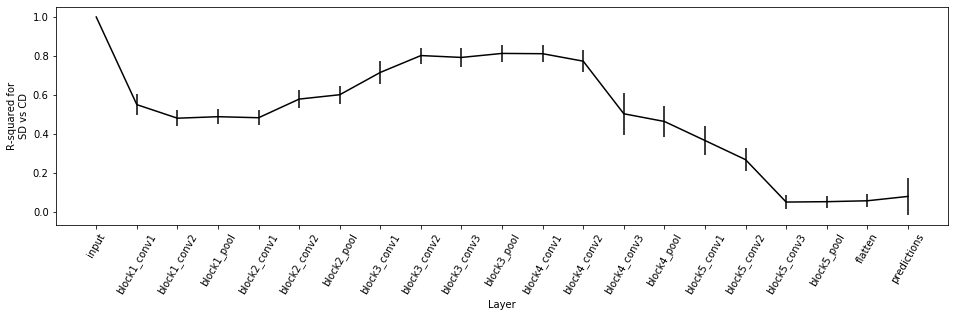 1.0
0.8
0.6
0.4
0.2
0.0
R-squared for
SD vs CD
input
block1_conv1
block1_conv2
block1_pool
block2_conv1
block2_conv2
block2_pool
block3_conv1
block3_conv2
block3_conv3
block3_pool
block4_conv1
block4_conv2
block4_conv3
block4_pool
block5_conv1
block5_conv2
block5_conv3
block5_pool
flatten
predictions
Layer